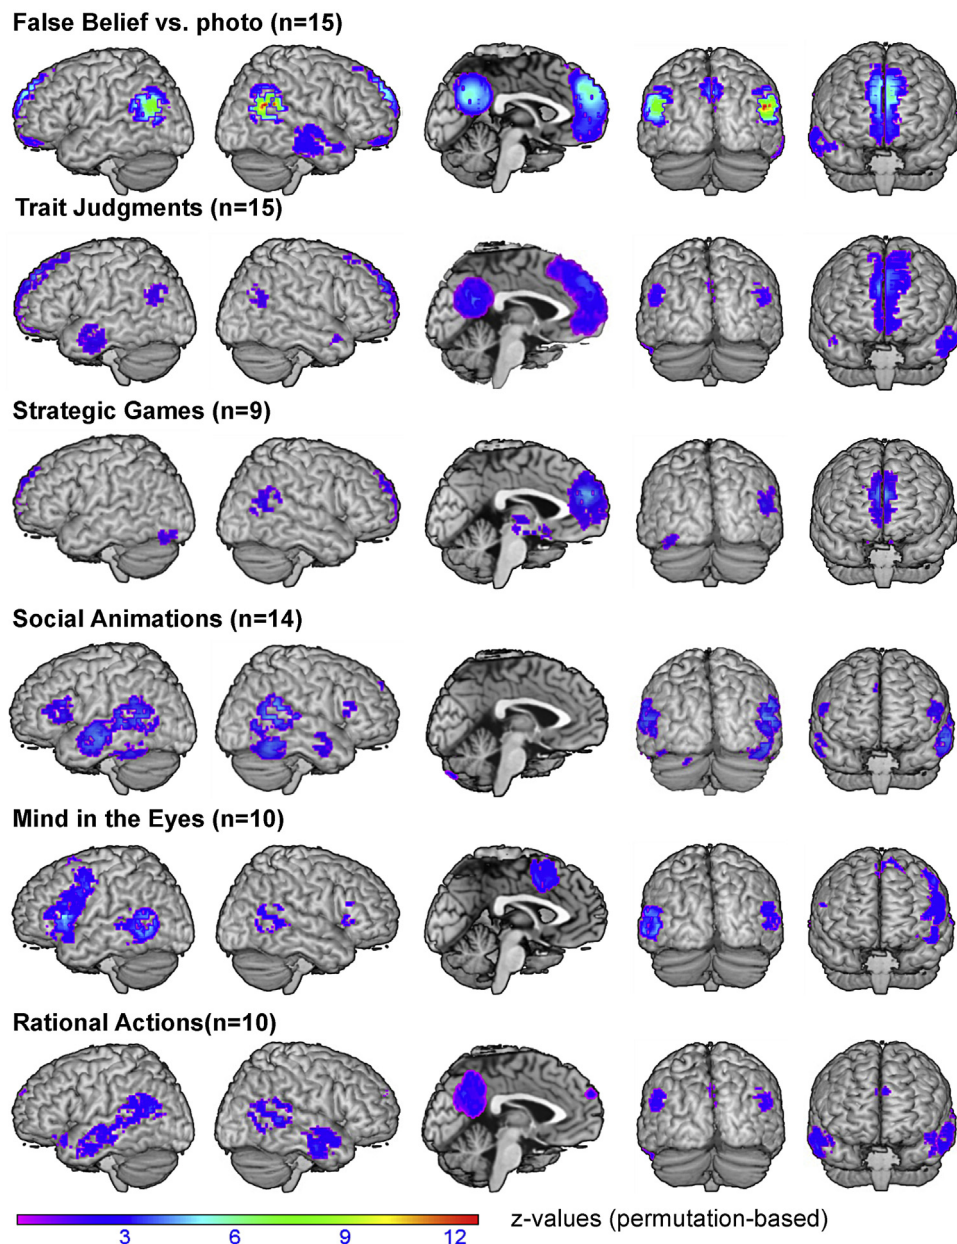 False Belief vs. photo (n=15)
Trait Judgments (n=15)
Strategic Games (n=9)
Social Animations (n=14)
Mind in the Eyes (n=10)
Rational Actions(n=10)
z-values (permutation-based)
3 6 9 12